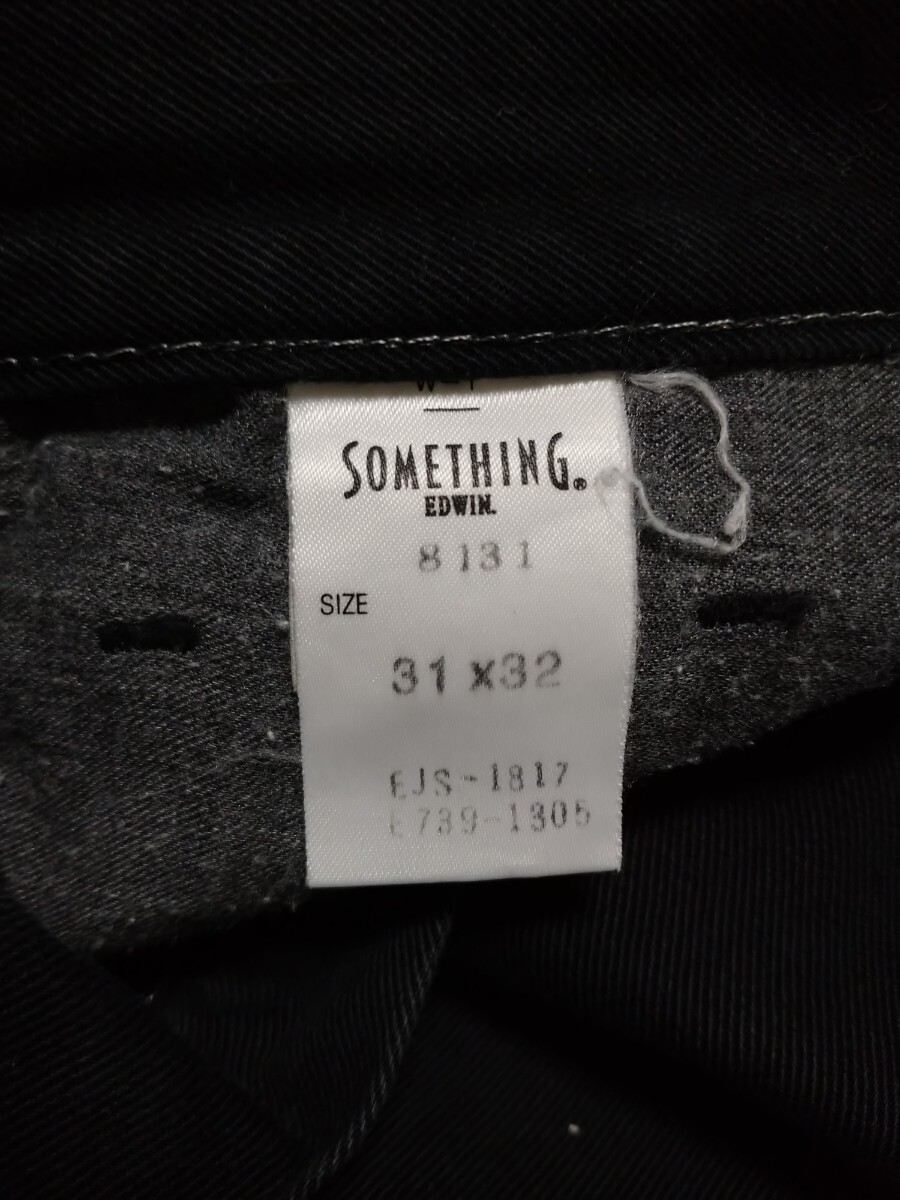 SOMETHING®
EDWIN.
8131
SIZE
31 x32
EJS-1817
E739-1305